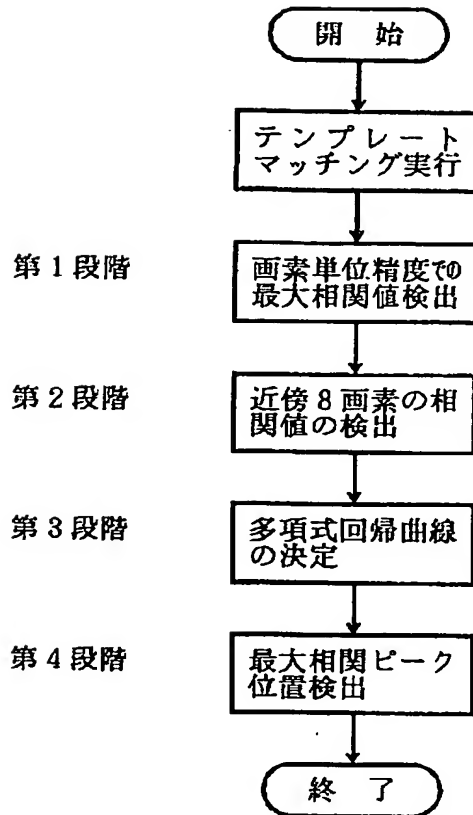 開 始
テンプレート
マッチング実行
第1段階
画素単位精度での
最大相関値検出
第2段階
近傍8画素の相
関値の検出
第3段階
多項式回帰曲線
の決定
第4段階
最大相関ピーク
位置検出
終 了